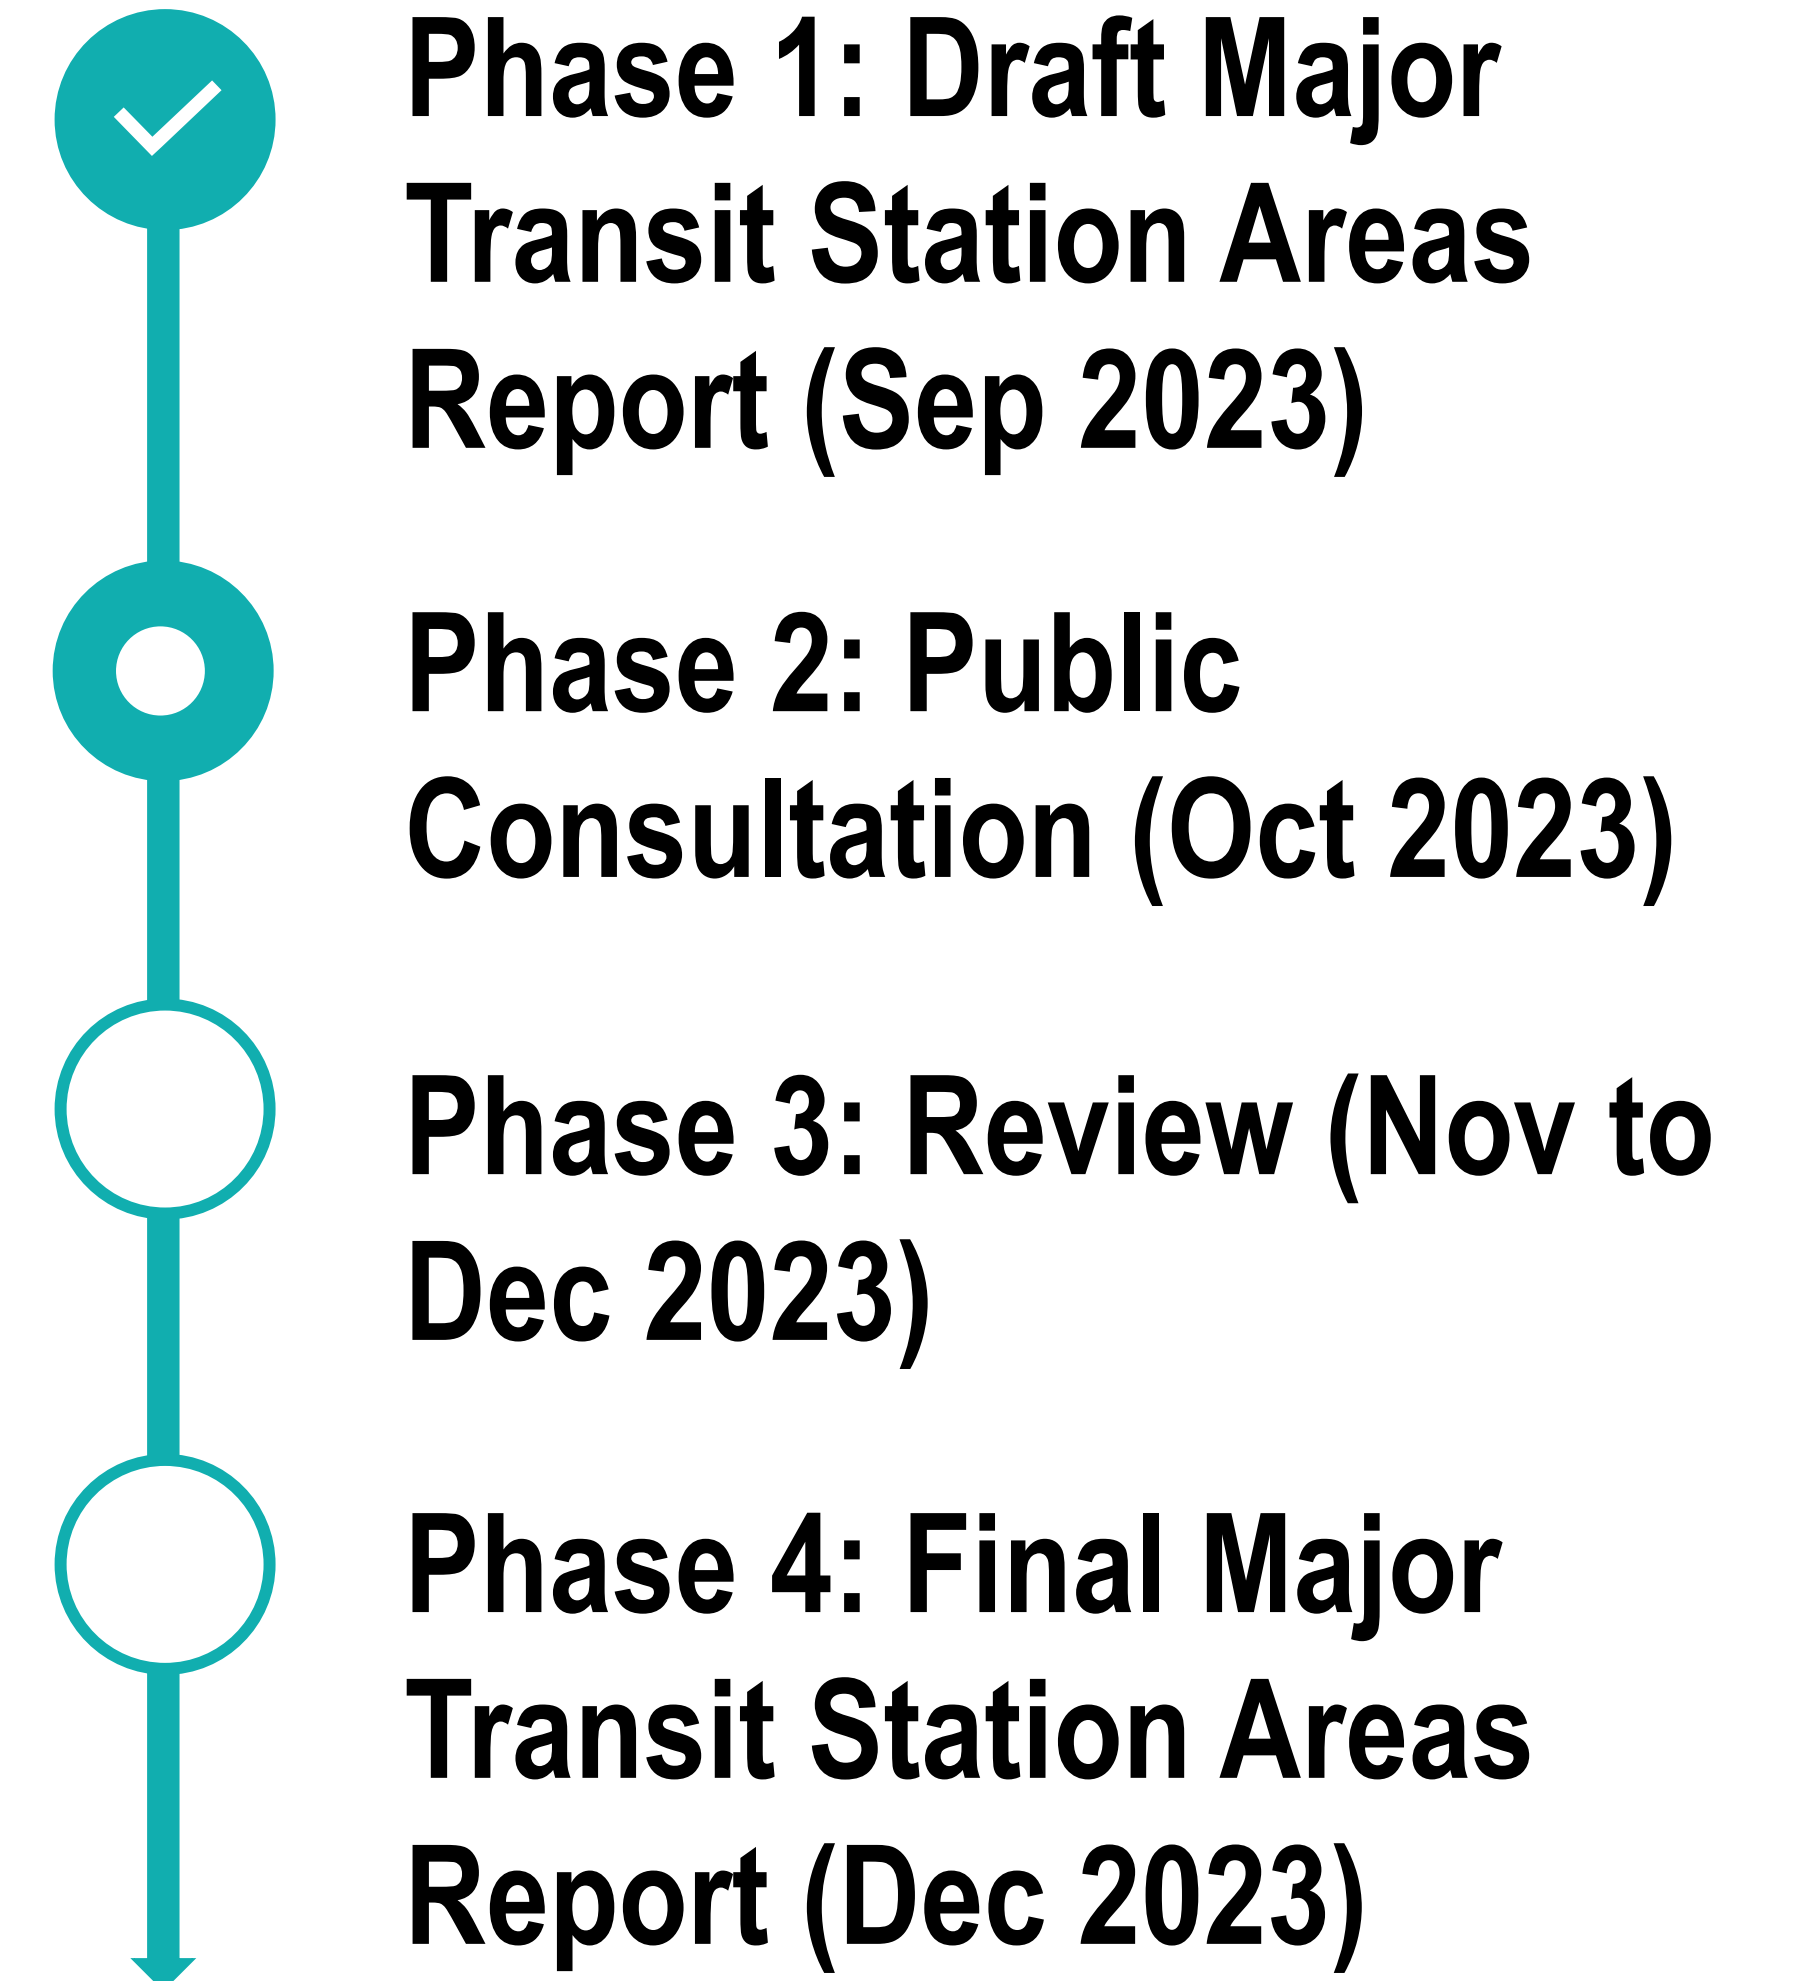 Phase 1: Draft Major
Transit Station Areas
Report (Sep 2023)
Phase 2: Public
Consultation (Oct 2023)
Phase 3: Review (Nov to
Dec 2023)
Phase 4: Final Major
Transit Station Areas
Report (Dec 2023)